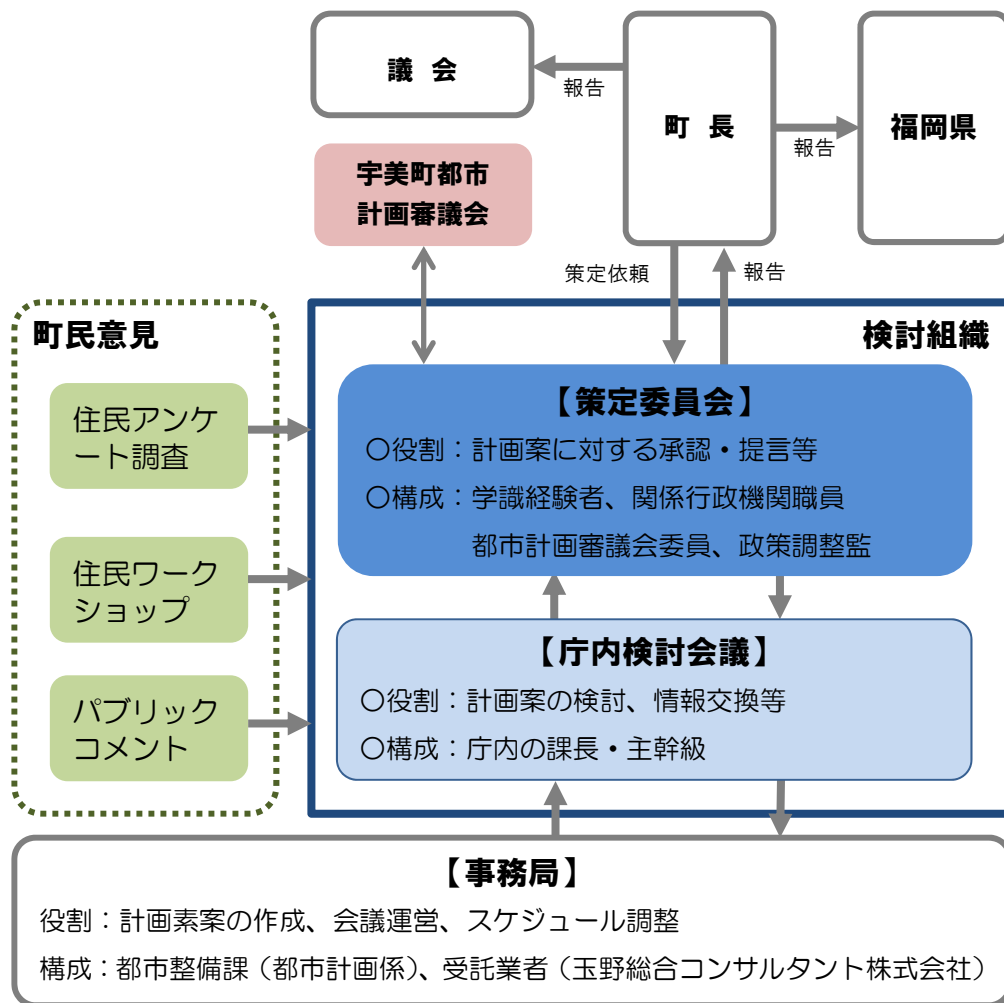 議 会
報告
町 長
報告
福岡県
宇美町都市
計画審議会
策定依頼
報告
町民意見
住民アンケ
ート調査
住民ワーク
ショップ
パブリック
コメント
検討組織
【策定委員会】
○役割：計画案に対する承認・提言等
○構成：学識経験者、関係行政機関職員
都市計画審議会委員、政策調整監
【庁内検討会議】
○役割：計画案の検討、情報交換等
○構成：庁内の課長・主幹級
【事務局】
役割：計画素案の作成、会議運営、スケジュール調整
構成：都市整備課（都市計画係）、受託業者（玉野総合コンサルタント株式会社）